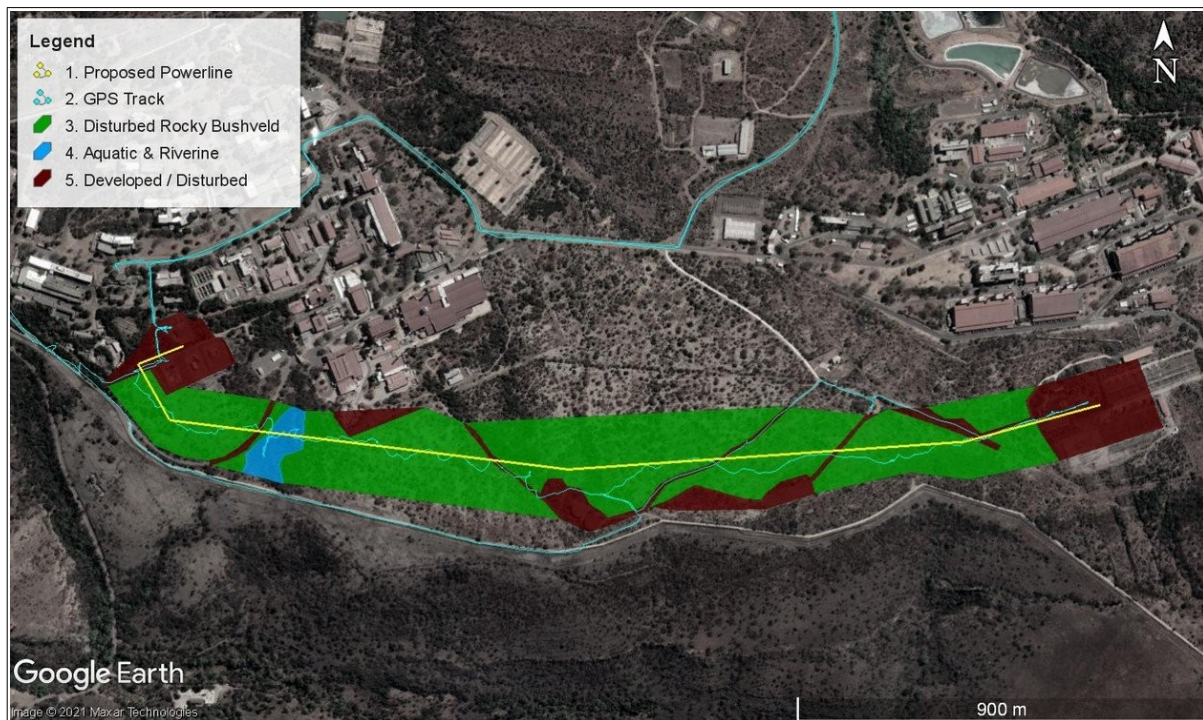 Legend
1. Proposed Powerline
2. GPS Track
3. Disturbed Rocky Bushveld
4. Aquatic & Riverine
5. Developed / Disturbed
N
Google Earth
Image © 2021 Maxar Technologies
900 m